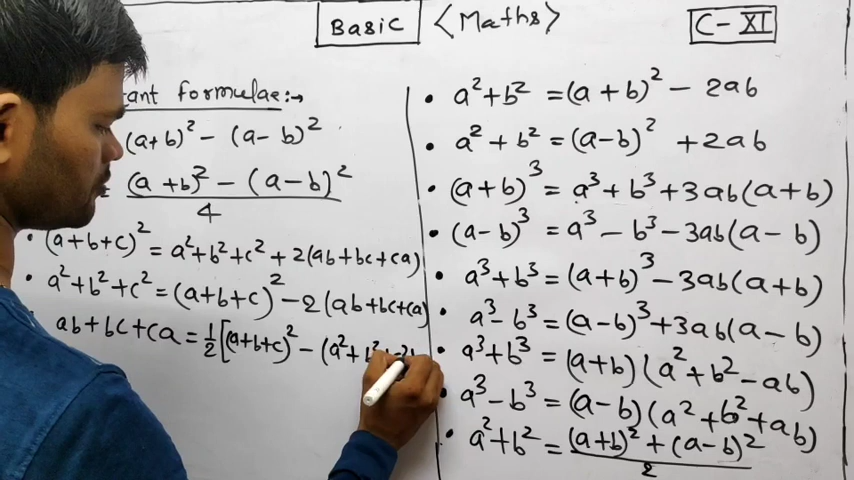 Basic <Maths> C-XI
formulae:→
(a+b)² - (a-b)²
(a+b)² - (a-b)²
4
• (a+b+c)² = a²+b²+c²+2(ab+bc+ca)
• a²+b²+c² = (a+b+c)² - 2(ab+bc+ca)
ab+bc+ca = 1/2[(a+b+c)² - (a²+b²+c²)
• a²+b² = (a+b)² - 2ab
• a²+b² = (a-b)² + 2ab
• (a+b)³ = a³+b³+3ab(a+b)
• (a-b)³ = a³-b³-3ab(a-b)
a³+b³ = (a+b)³-3ab(a+b)
• a³-b³ = (a-b)³+3ab(a-b)
• a³+b³ = (a+b)(a²+b²-ab)
• a³-b³ = (a-b)(a²+b²+ab)
• a²+b² = (a+b)²+(a-b)²
2